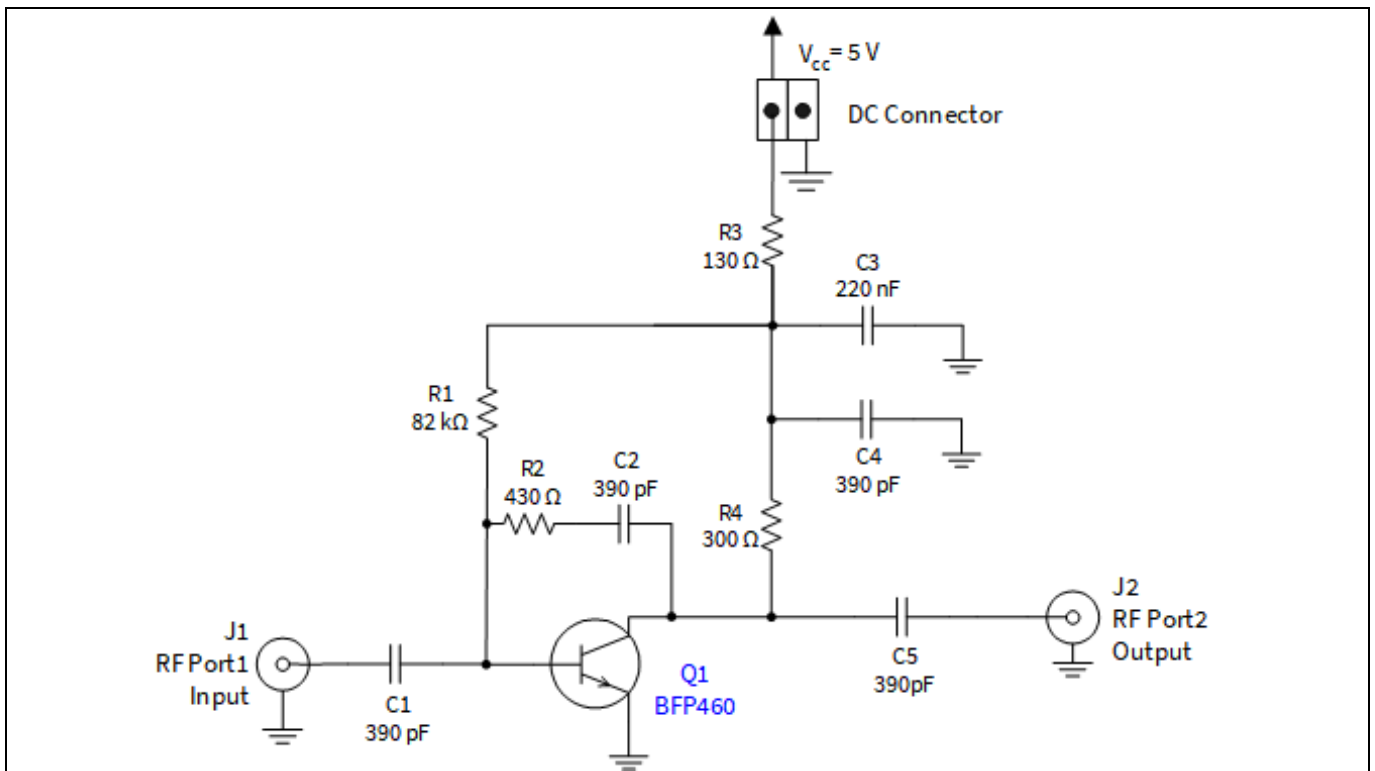 Vcc= 5 V
DC Connector
R3
130 Ω
C3
220 nF
R1
82 kΩ
C4
390 pF
R2
430 Ω
C2
390 pF
R4
300 Ω
J1
RF Port1
Input
C1
390 pF
Q1
BFP460
C5
390pF
J2
RF Port2
Output